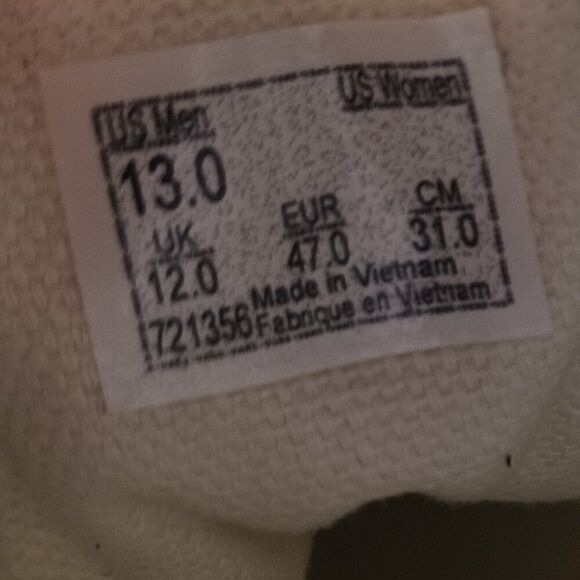 US Men US Women
13.0
UK EUR CM
12.0 47.0 31.0
Made in Vietnam
721356 Fabrique en Vietnam